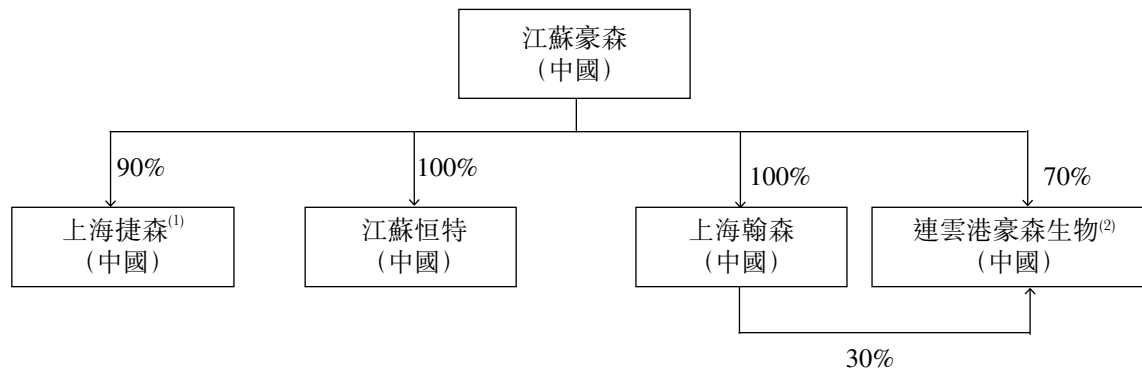 江蘇豪森
（中國）
90%
100%
100%
70%
上海捷森(1)
（中國）
江蘇恒特
（中國）
上海翰森
（中國）
連雲港豪森生物(2)
（中國）
30%